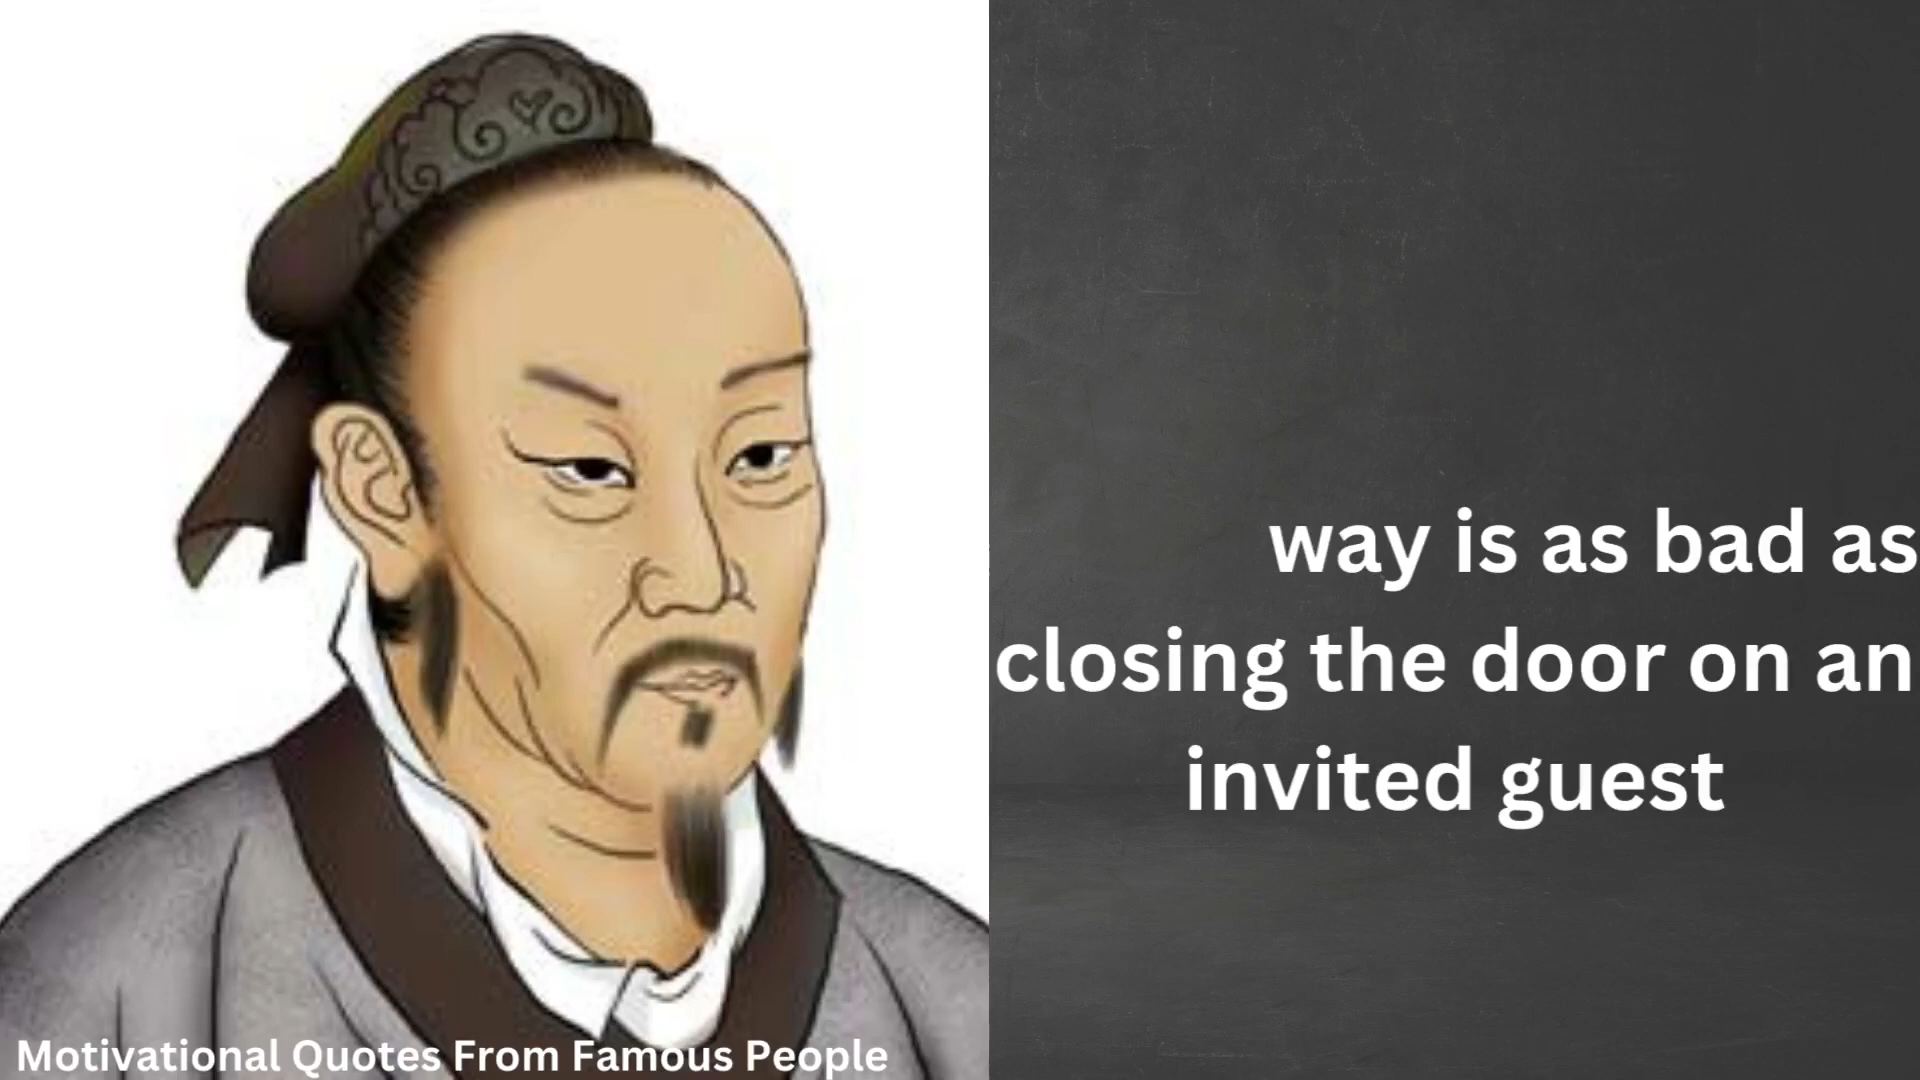 way is as bad as
closing the door on an
invited guest
Motivational Quotes From Famous People